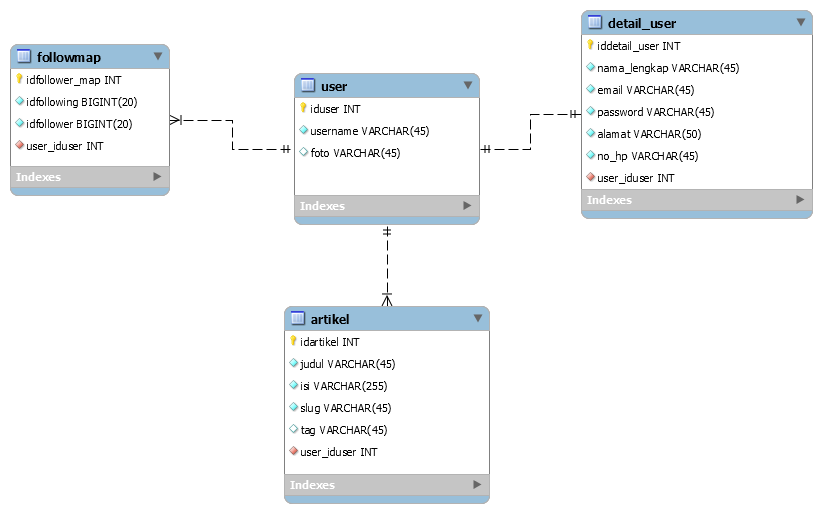 followmap
idfollower_map INT
idfollowing BIGINT(20)
idfollower BIGINT(20)
user_iduser INT
Indexes
user
iduser INT
username VARCHAR(45)
foto VARCHAR(45)
Indexes
detail_user
iddetail_user INT
nama_lengkap VARCHAR(45)
email VARCHAR(45)
password VARCHAR(45)
alamat VARCHAR(50)
no_hp VARCHAR(45)
user_iduser INT
Indexes
artikel
idartikel INT
judul VARCHAR(45)
isi VARCHAR(255)
slug VARCHAR(45)
tag VARCHAR(45)
user_iduser INT
Indexes